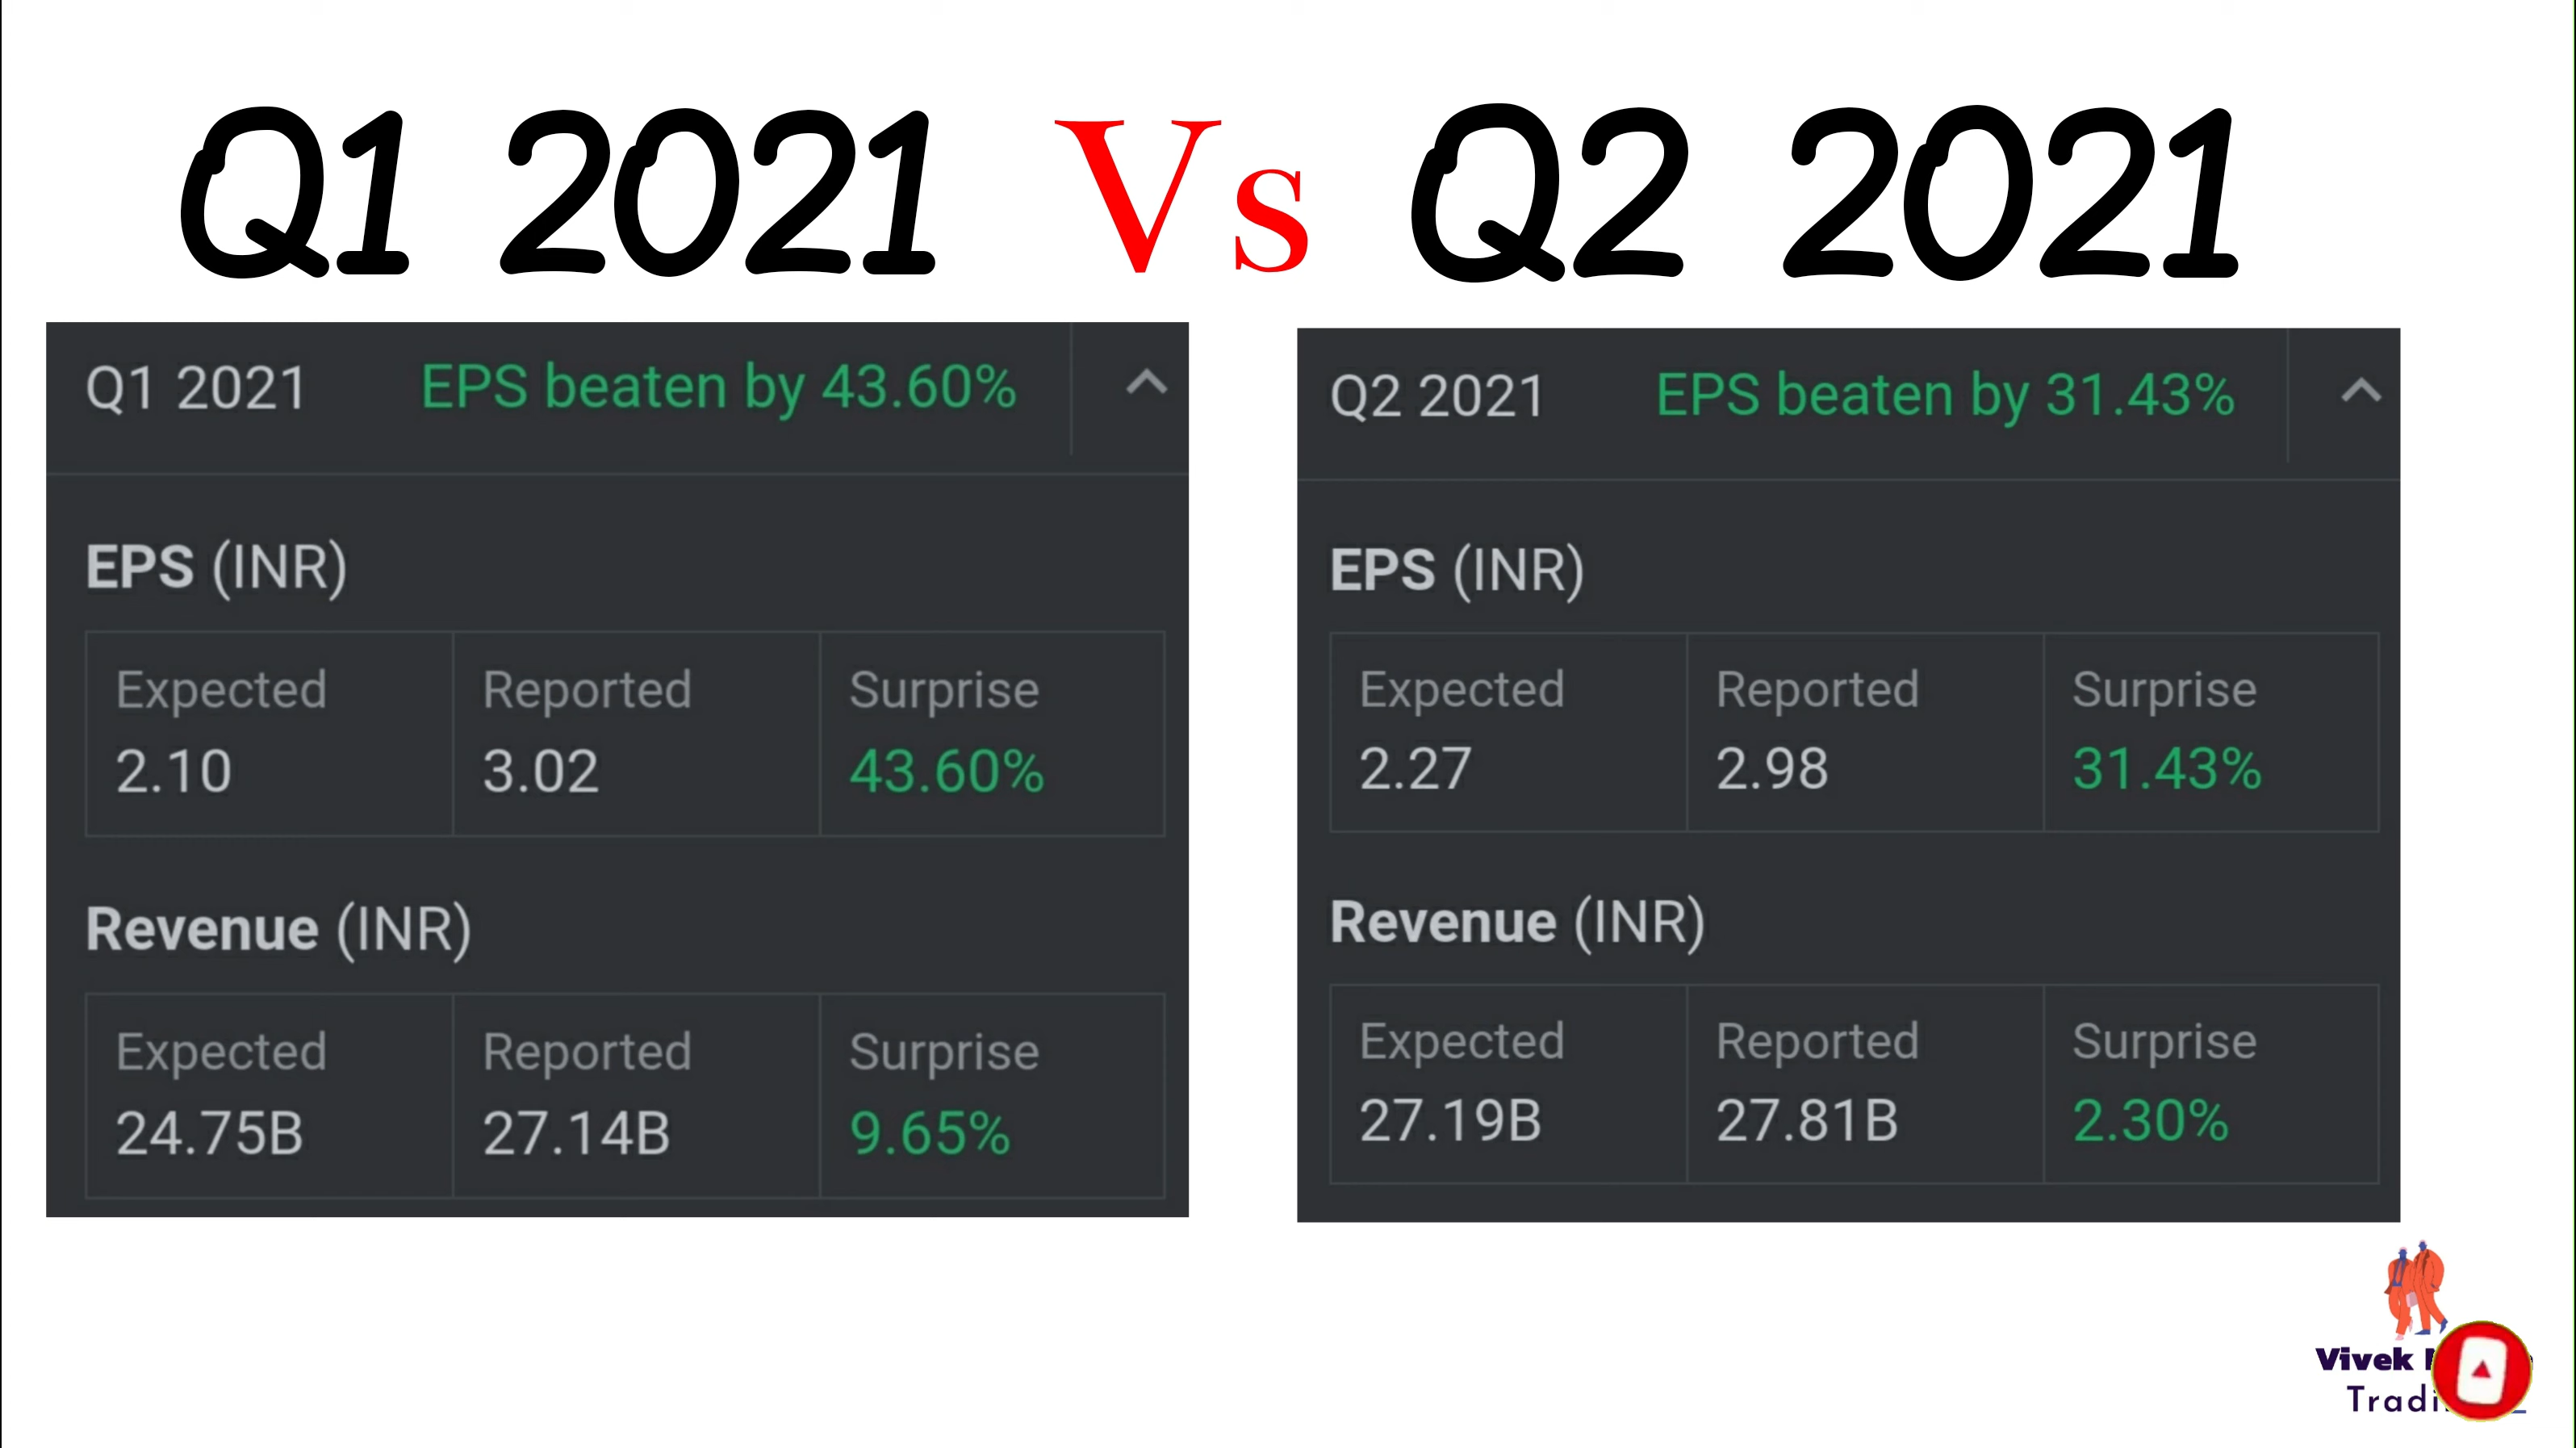 Q1 2021 Vs Q2 2021
Q1 2021 EPS beaten by 43.60%
EPS (INR)
Expected Reported Surprise
2.10 3.02 43.60%
Revenue (INR)
Expected Reported Surprise
24.75B 27.14B 9.65%
Q2 2021 EPS beaten by 31.43%
EPS (INR)
Expected Reported Surprise
2.27 2.98 31.43%
Revenue (INR)
Expected Reported Surprise
27.19B 27.81B 2.30%
Vivek